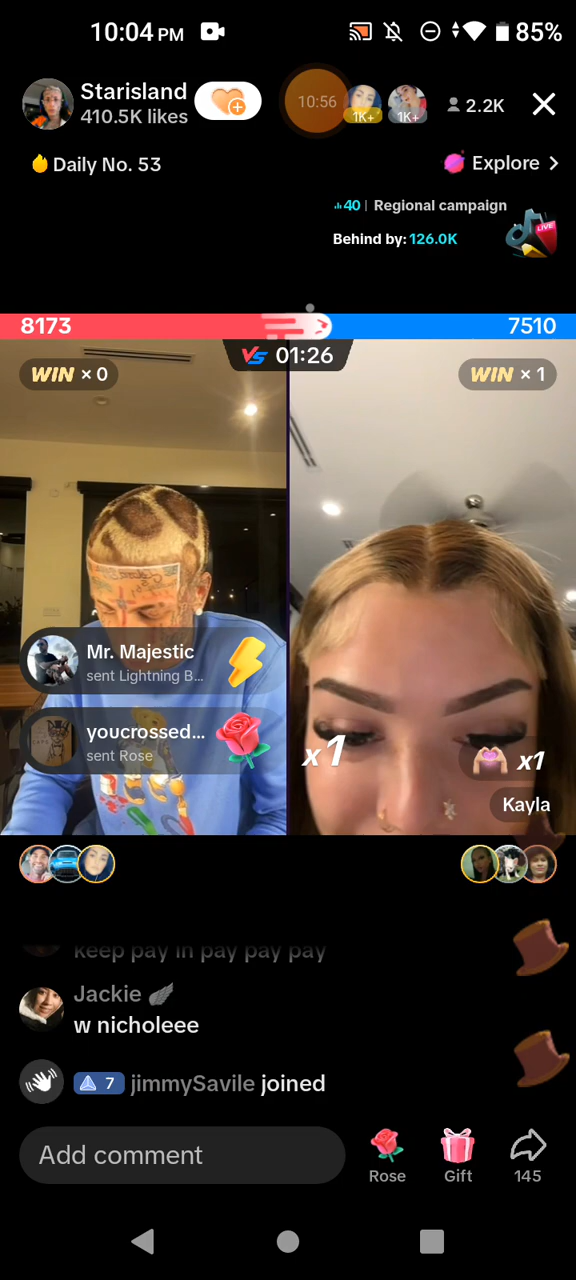 10:04 PM
85%
Starisland
410.5K likes
10:56
1K+
1K+
2.2K
Daily No. 53
Explore >
40 | Regional campaign
Behind by: 126.0K
LIVE
8173
7510
VS 01:26
WIN × 0
WIN × 1
Mr. Majestic
sent Lightning B...
youcrossed...
sent Rose
x1
x1
Kayla
keep pay in pay pay pay
Jackie
w nicholeee
7 jimmySavile joined
Add comment
Rose
Gift
145